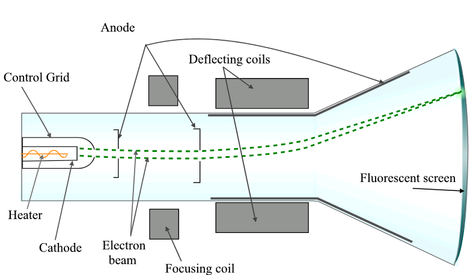 Anode
Deflecting coils
Control Grid
Fluorescent screen
Heater
Cathode
Electron
beam
Focusing coil